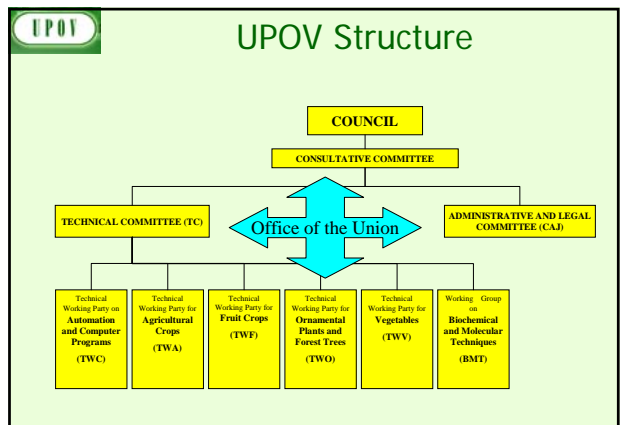 UPOV
UPOV Structure
COUNCIL
CONSULTATIVE COMMITTEE
TECHNICAL COMMITTEE (TC)
Office of the Union
ADMINISTRATIVE AND LEGAL
COMMITTEE (CAJ)
Technical
Working Party on
Automation
and Computer
Programs
(TWC)
Technical
Working Party for
Agricultural
Crops
(TWA)
Technical
Working Party for
Fruit Crops
(TWF)
Technical
Working Party for
Ornamental
Plants and
Forest Trees
(TWO)
Technical
Working Party for
Vegetables
(TWV)
Working Group
on
Biochemical
and Molecular
Techniques
(BMT)